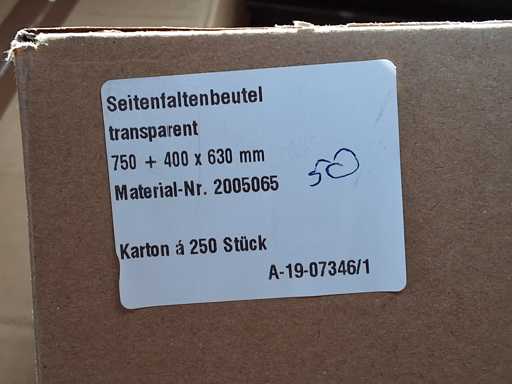 Seitenfaltenbeutel
transparent
750 + 400 x 630 mm
50
Material-Nr. 2005065
Karton á 250 Stück
A-19-07346/1